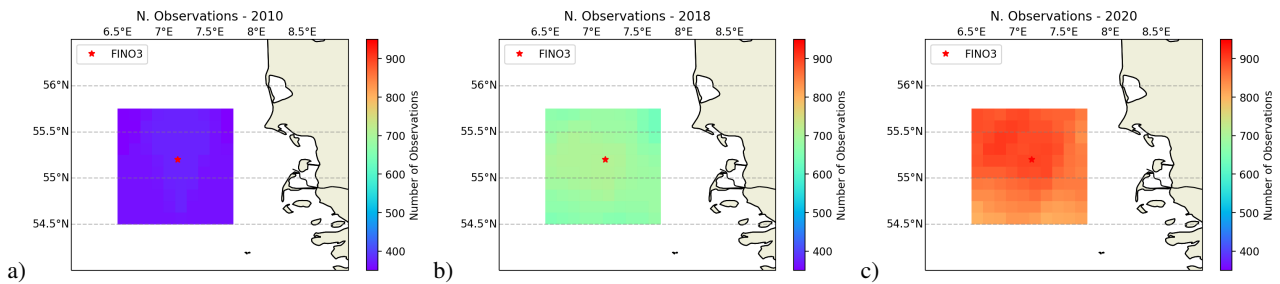 N. Observations - 2010
6.5°E 7°E 7.5°E 8°E 8.5°E
FINO3
56°N
55.5°N
55°N
54.5°N
900
800
700
600
500
400
Number of Observations
a)
N. Observations - 2018
6.5°E 7°E 7.5°E 8°E 8.5°E
FINO3
56°N
55.5°N
55°N
54.5°N
900
800
700
600
500
400
Number of Observations
b)
N. Observations - 2020
6.5°E 7°E 7.5°E 8°E 8.5°E
FINO3
56°N
55.5°N
55°N
54.5°N
900
800
700
600
500
400
Number of Observations
c)